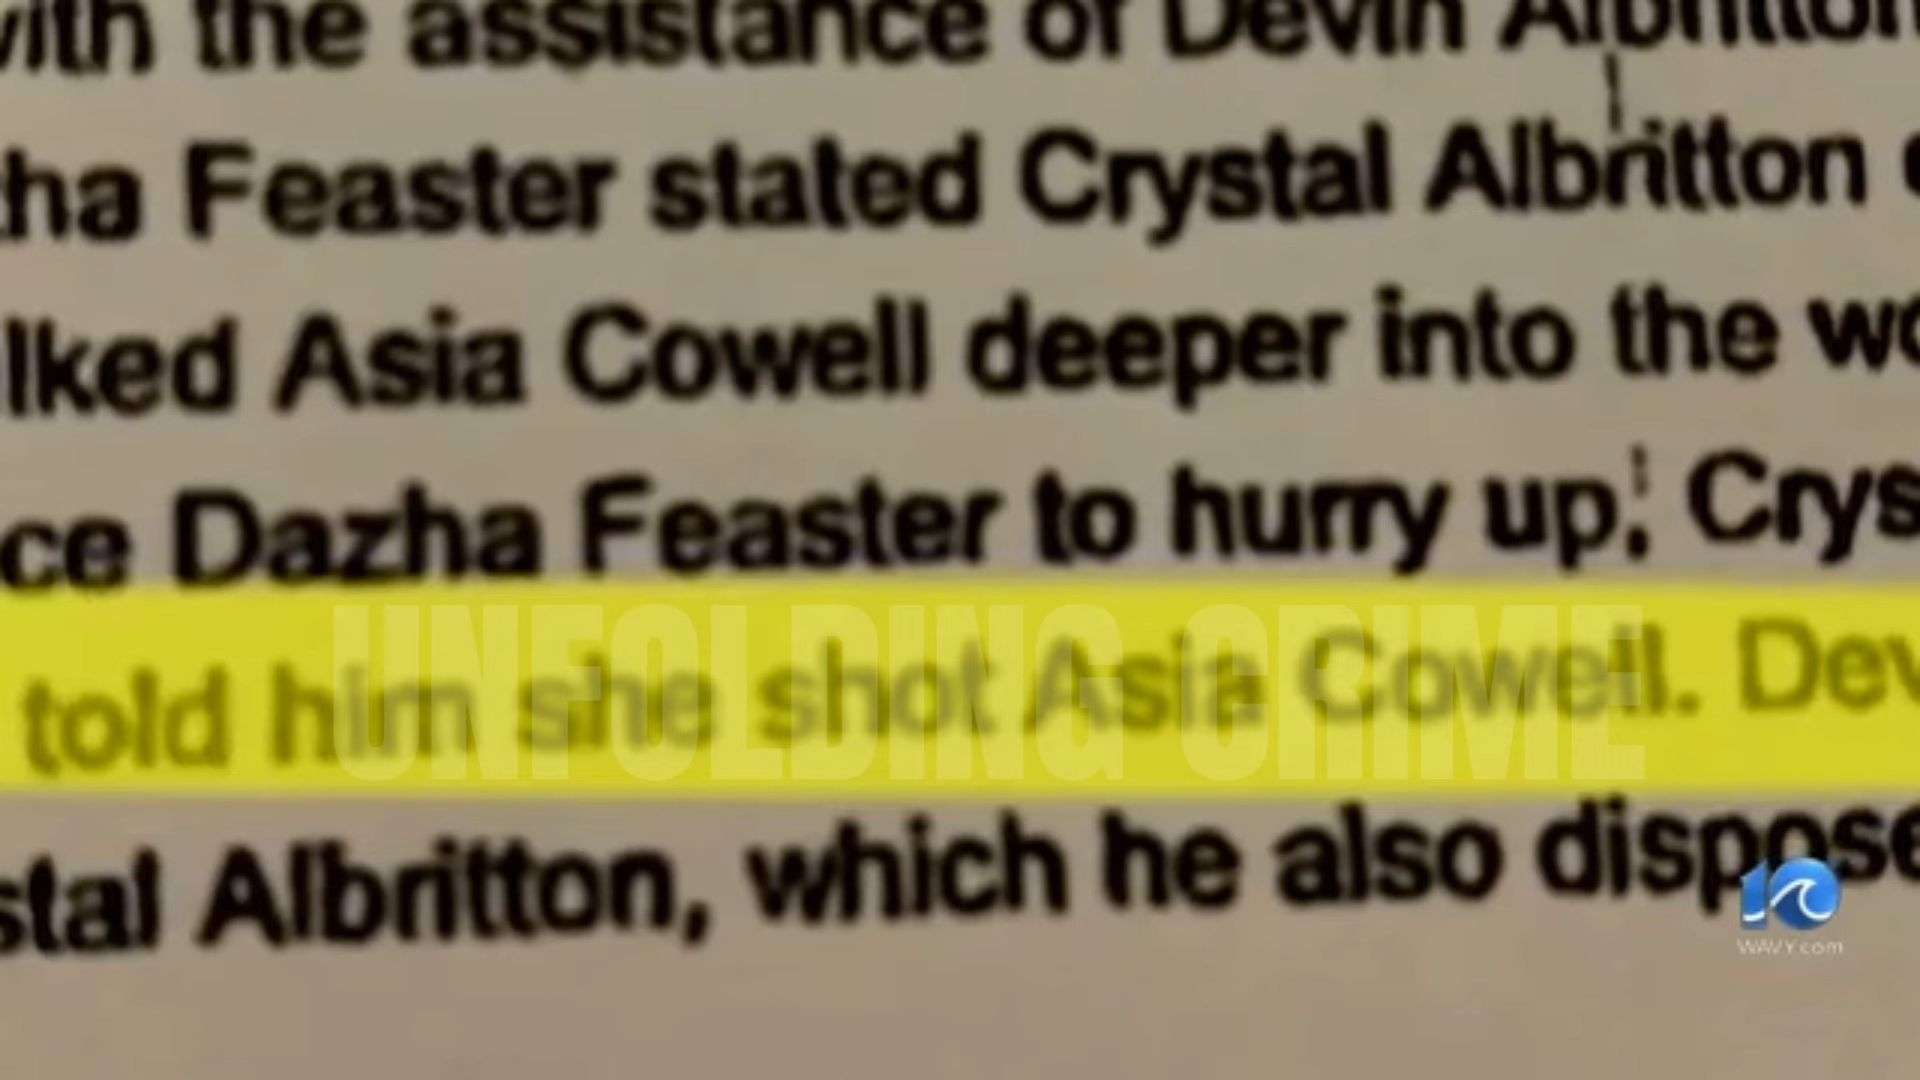 with the assistance of Devin Albritton
zha Feaster stated Crystal Albritton
lked Asia Cowell deeper into the wo
ce Dazha Feaster to hurry up, Crys
UNFOLDING CRIME
told him she shot Asia Cowell. Dev
stal Albritton, which he also dispose
10
WAVY.com